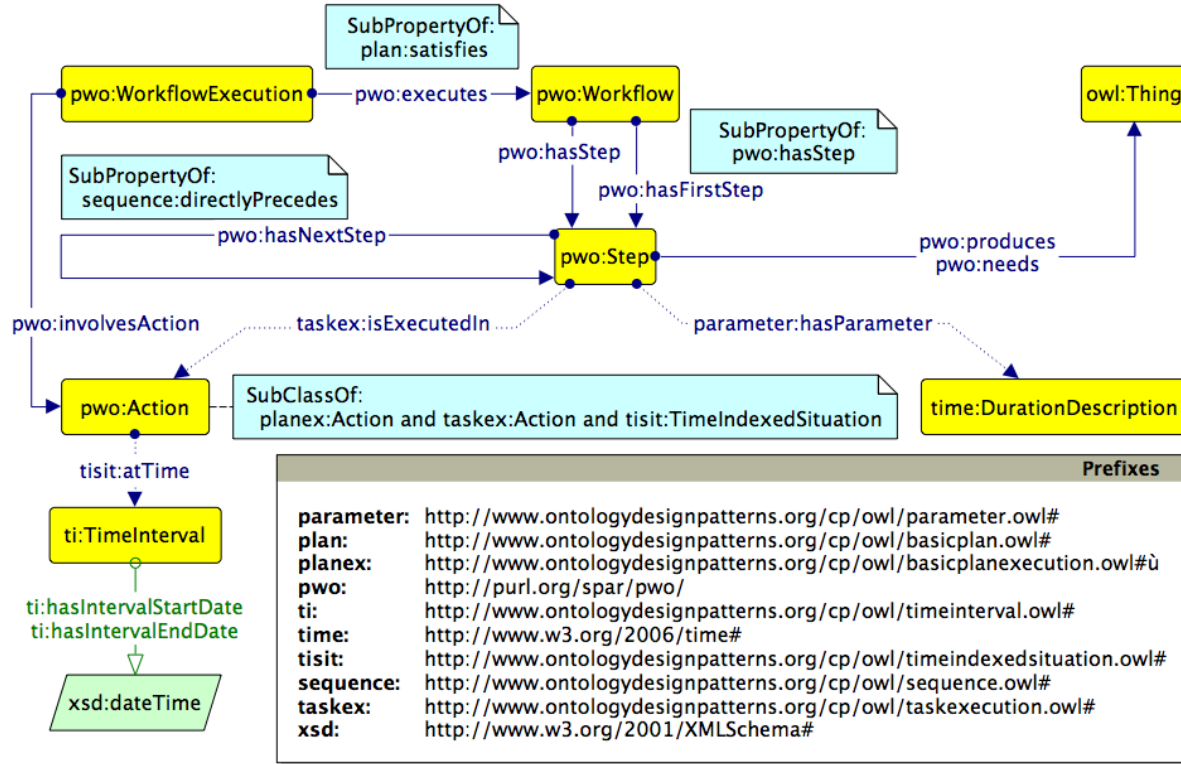 SubPropertyOf:
plan:satisfies
pwo:WorkflowExecution
pwo:executes
pwo:Workflow
owl:Thing
SubPropertyOf:
pwo:hasStep
pwo:hasStep
pwo:hasFirstStep
SubPropertyOf:
sequence:directlyPrecedes
pwo:hasNextStep
pwo:Step
pwo:produces
pwo:needs
pwo:involvesAction
taskex:isExecutedIn
parameter:hasParameter
pwo:Action
SubClassOf:
planex:Action and taskex:Action and tisit:TimeIndexedSituation
time:DurationDescription
tisit:atTime
ti:TimeInterval
ti:hasIntervalStartDate
ti:hasIntervalEndDate
xsd:dateTime
Prefixes
parameter: http://www.ontologydesignpatterns.org/cp/owl/parameter.owl#
plan: http://www.ontologydesignpatterns.org/cp/owl/basicplan.owl#
planex: http://www.ontologydesignpatterns.org/cp/owl/basicplanexecution.owl#ù
pwo: http://purl.org/spar/pwo/
ti: http://www.ontologydesignpatterns.org/cp/owl/timeinterval.owl#
time: http://www.w3.org/2006/time#
tisit: http://www.ontologydesignpatterns.org/cp/owl/timeindexedsituation.owl#
sequence: http://www.ontologydesignpatterns.org/cp/owl/sequence.owl#
taskex: http://www.ontologydesignpatterns.org/cp/owl/taskexecution.owl#
xsd: http://www.w3.org/2001/XMLSchema#